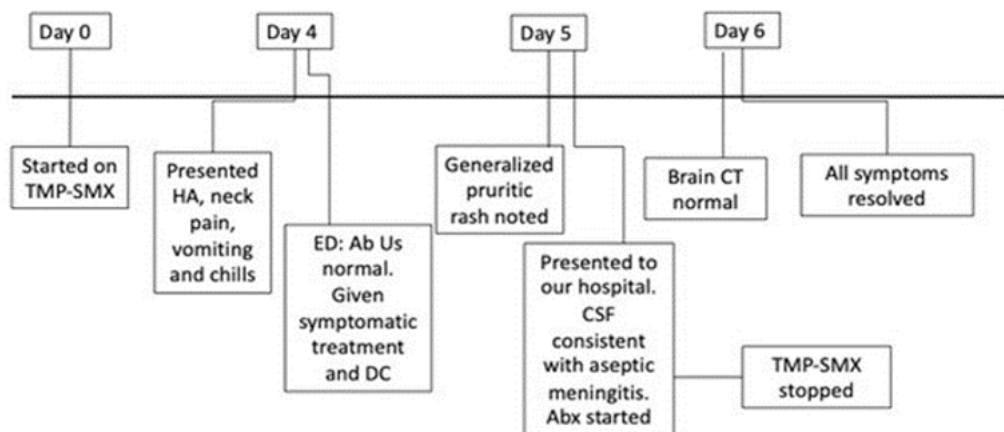 Day 0
Day 4
Day 5
Day 6
Started on
TMP-SMX
Presented
HA, neck
pain,
vomiting
and chills
ED: Ab Us
normal.
Given
symptomatic
treatment
and DC
Generalized
pruritic
rash noted
Presented to
our hospital.
CSF
consistent
with aseptic
meningitis.
Abx started
Brain CT
normal
All symptoms
resolved
TMP-SMX
stopped